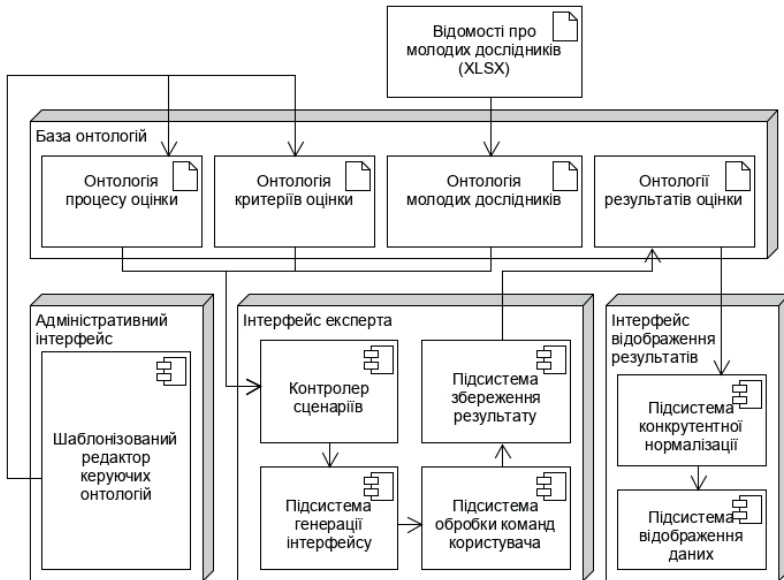 Відомості про
молодих дослідників
(XLSX)
База онтологій
Онтологія
процесу оцінки
Онтологія
критеріїв оцінки
Онтологія
молодих дослідників
Онтології
результатів оцінки
Адміністративний
інтерфейс
Шаблонізований
редактор
керуючих
онтологій
Інтерфейс експерта
Контролер
сценаріїв
Підсистема
генерації
інтерфейсу
Підсистема
збереження
результату
Підсистема
обробки команд
користувача
Інтерфейс
відображення
результатів
Підсистема
конкрутентної
нормалізації
Підсистема
відображення
даних